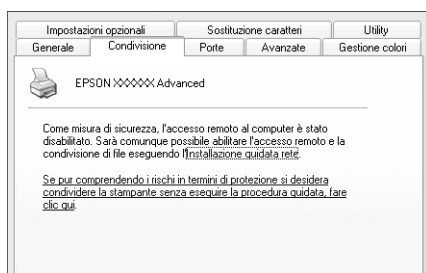 Impostazioni opzionali Sostituzione caratteri Utility
Generale Condivisione Porte Avanzate Gestione colori
EPSON XXXXXX Advanced
Come misura di sicurezza, l'accesso remoto al computer è stato
disabilitato. Sarà comunque possibile abilitare l'accesso remoto e la
condivisione di file eseguendo l'Installazione guidata rete.
Se pur comprendendo i rischi in termini di protezione si desidera
condividere la stampante senza eseguire la procedura guidata, fare
clic qui.